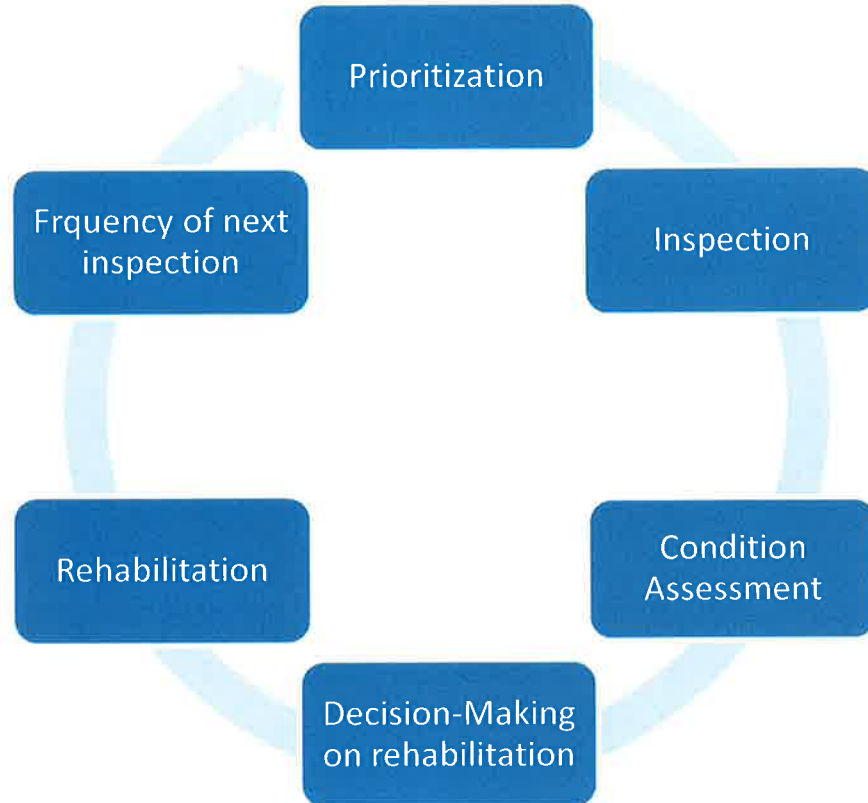 Prioritization
Inspection
Condition
Assessment
Decision-Making
on rehabilitation
Rehabilitation
Frquency of next
inspection